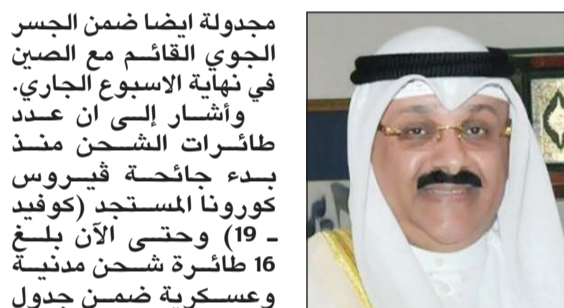 مجدولة ايضا ضمن الجسر
الجوي القائم مع الصين
في نهاية الاسبوع الجاري.
وأشار إلى ان عدد
طائرات الشحن منذ
بدء جائحة ڤيروس
كورونا المستجد (كوفيد
ـ 19) وحتى الآن بلغ
16 طائرة شحن مدنية
وعسكرية ضمن جدول